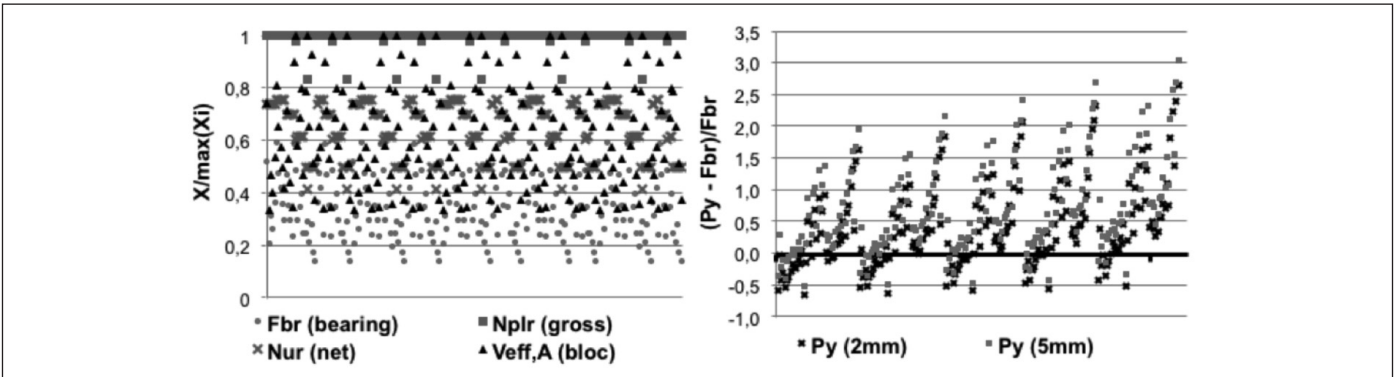 X/max(Xi)
1
0,8
0,6
0,4
0,2
0
Fbr (bearing)
Nplr (gross)
Nur (net)
Veff,A (bloc)
(Py - Fbr)/Fbr
3,5
3,0
2,5
2,0
1,5
1,0
0,5
0,0
-0,5
-1,0
Py (2mm)
Py (5mm)